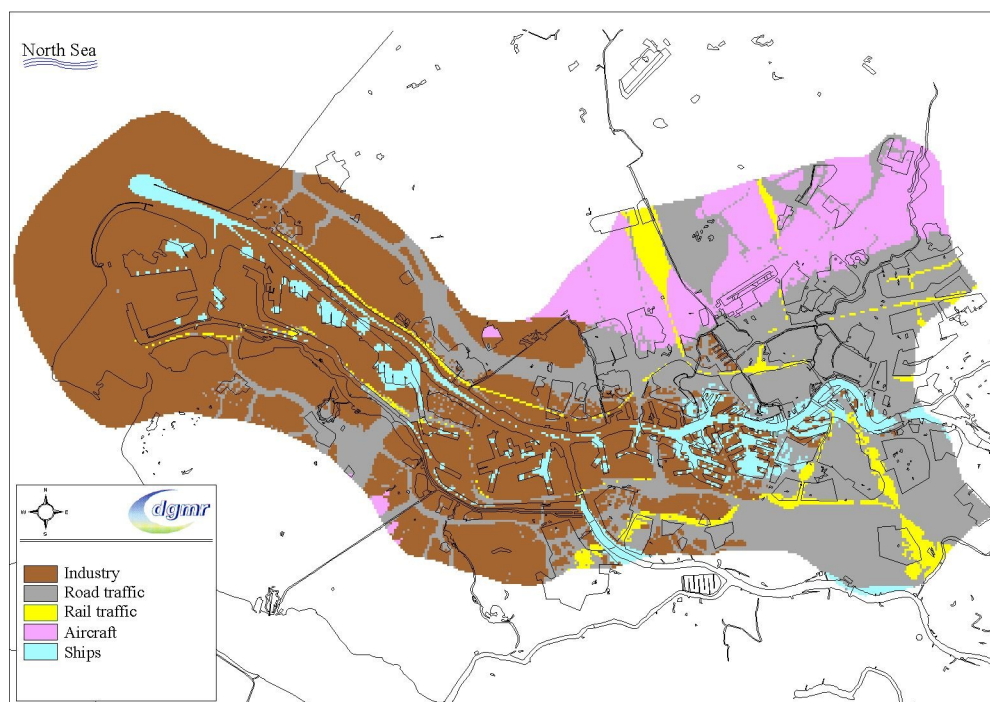 North Sea
N
W E
S
dgmr
Industry
Road traffic
Rail traffic
Aircraft
Ships